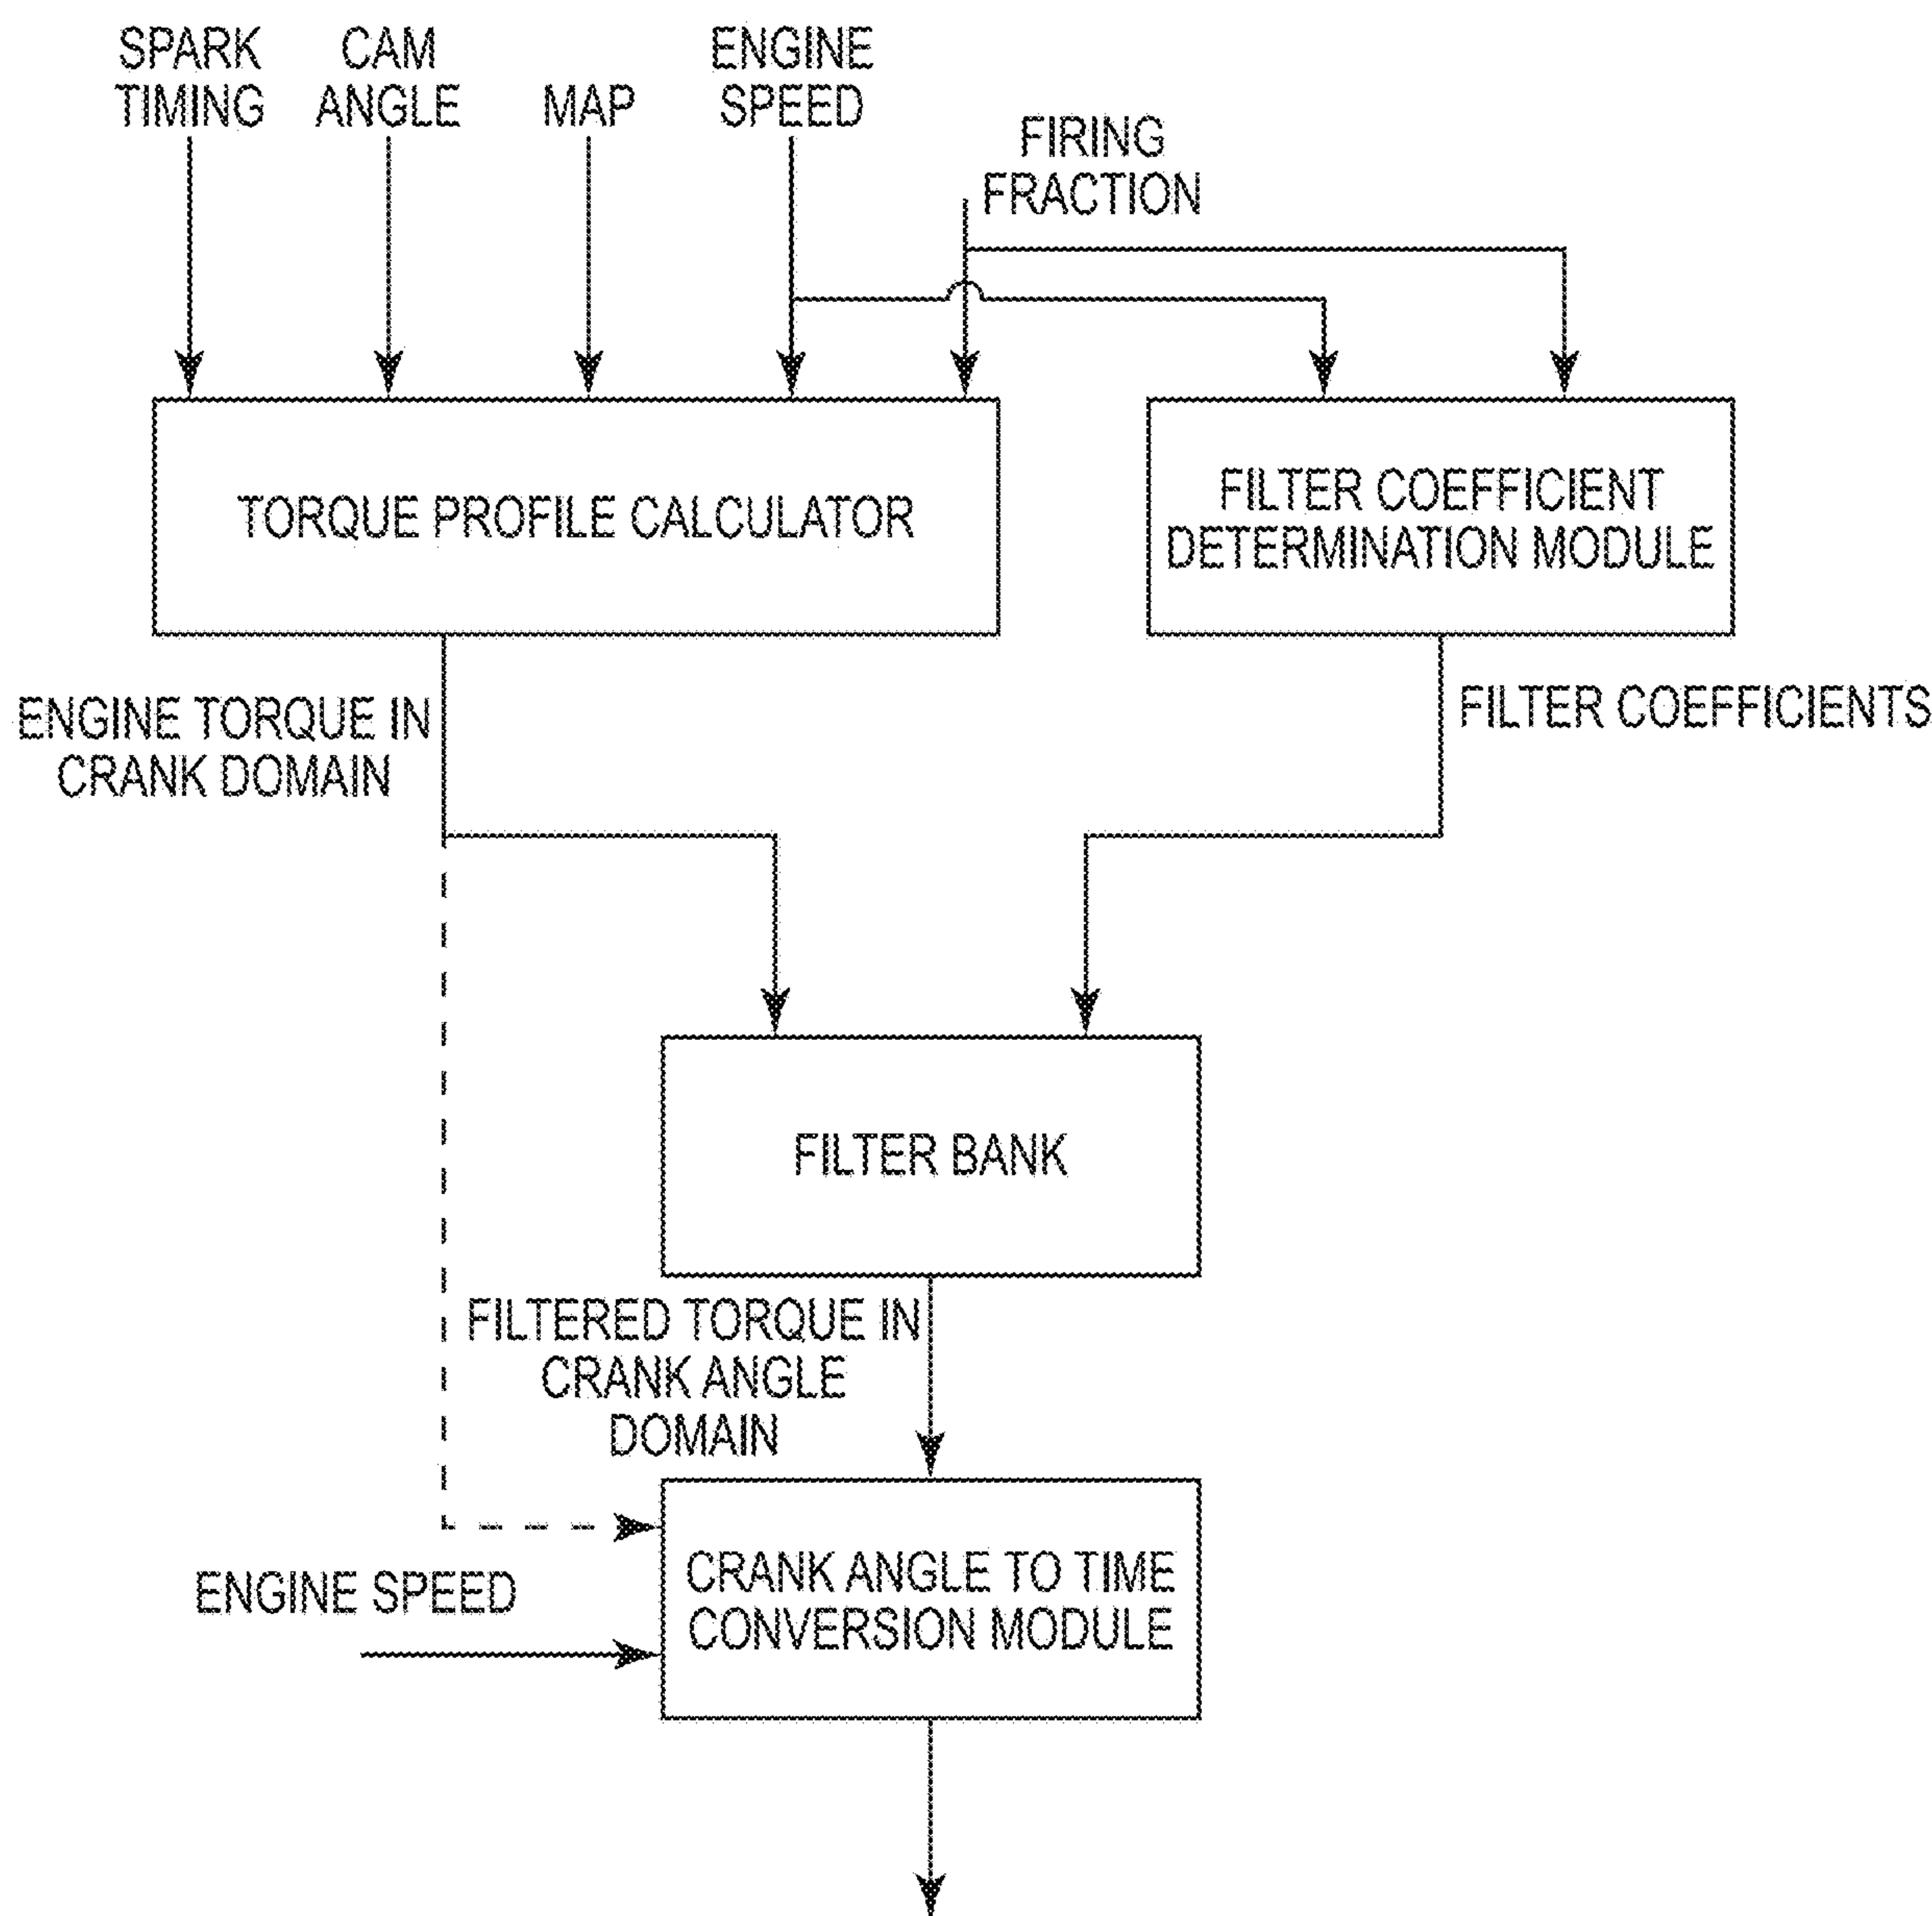 SPARK
TIMING
CAM
ANGLE
MAP
ENGINE
SPEED
FIRING
FRACTION
TORQUE PROFILE CALCULATOR
FILTER COEFFICIENT
DETERMINATION MODULE
ENGINE TORQUE IN
CRANK DOMAIN
FILTER COEFFICIENTS
FILTER BANK
FILTERED TORQUE IN
CRANK ANGLE
DOMAIN
CRANK ANGLE TO TIME
CONVERSION MODULE
ENGINE SPEED